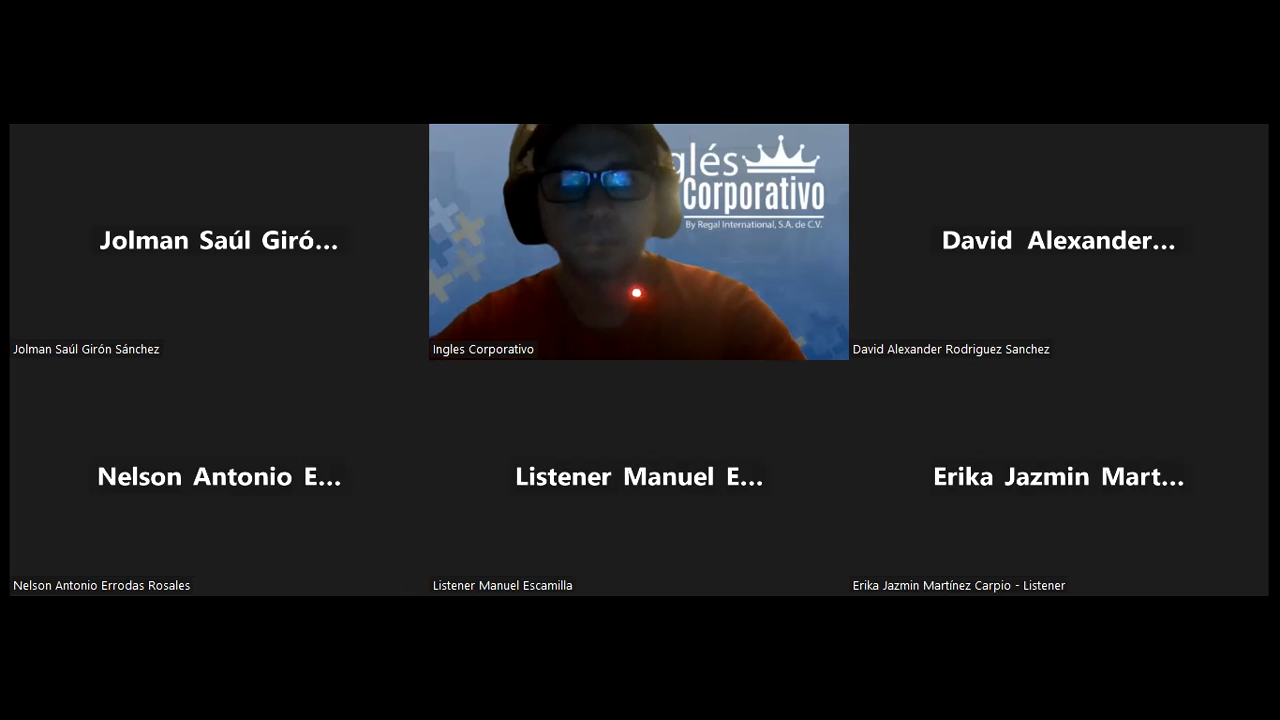 Jolman Saúl Giró...
glés
Corporativo
By Regal International, S.A. de C.V.
David Alexander...
Jolman Saúl Girón Sánchez
Ingles Corporativo
David Alexander Rodriguez Sanchez
Nelson Antonio E...
Listener Manuel E...
Erika Jazmin Mart...
Nelson Antonio Errodas Rosales
Listener Manuel Escamilla
Erika Jazmin Martínez Carpio - Listener